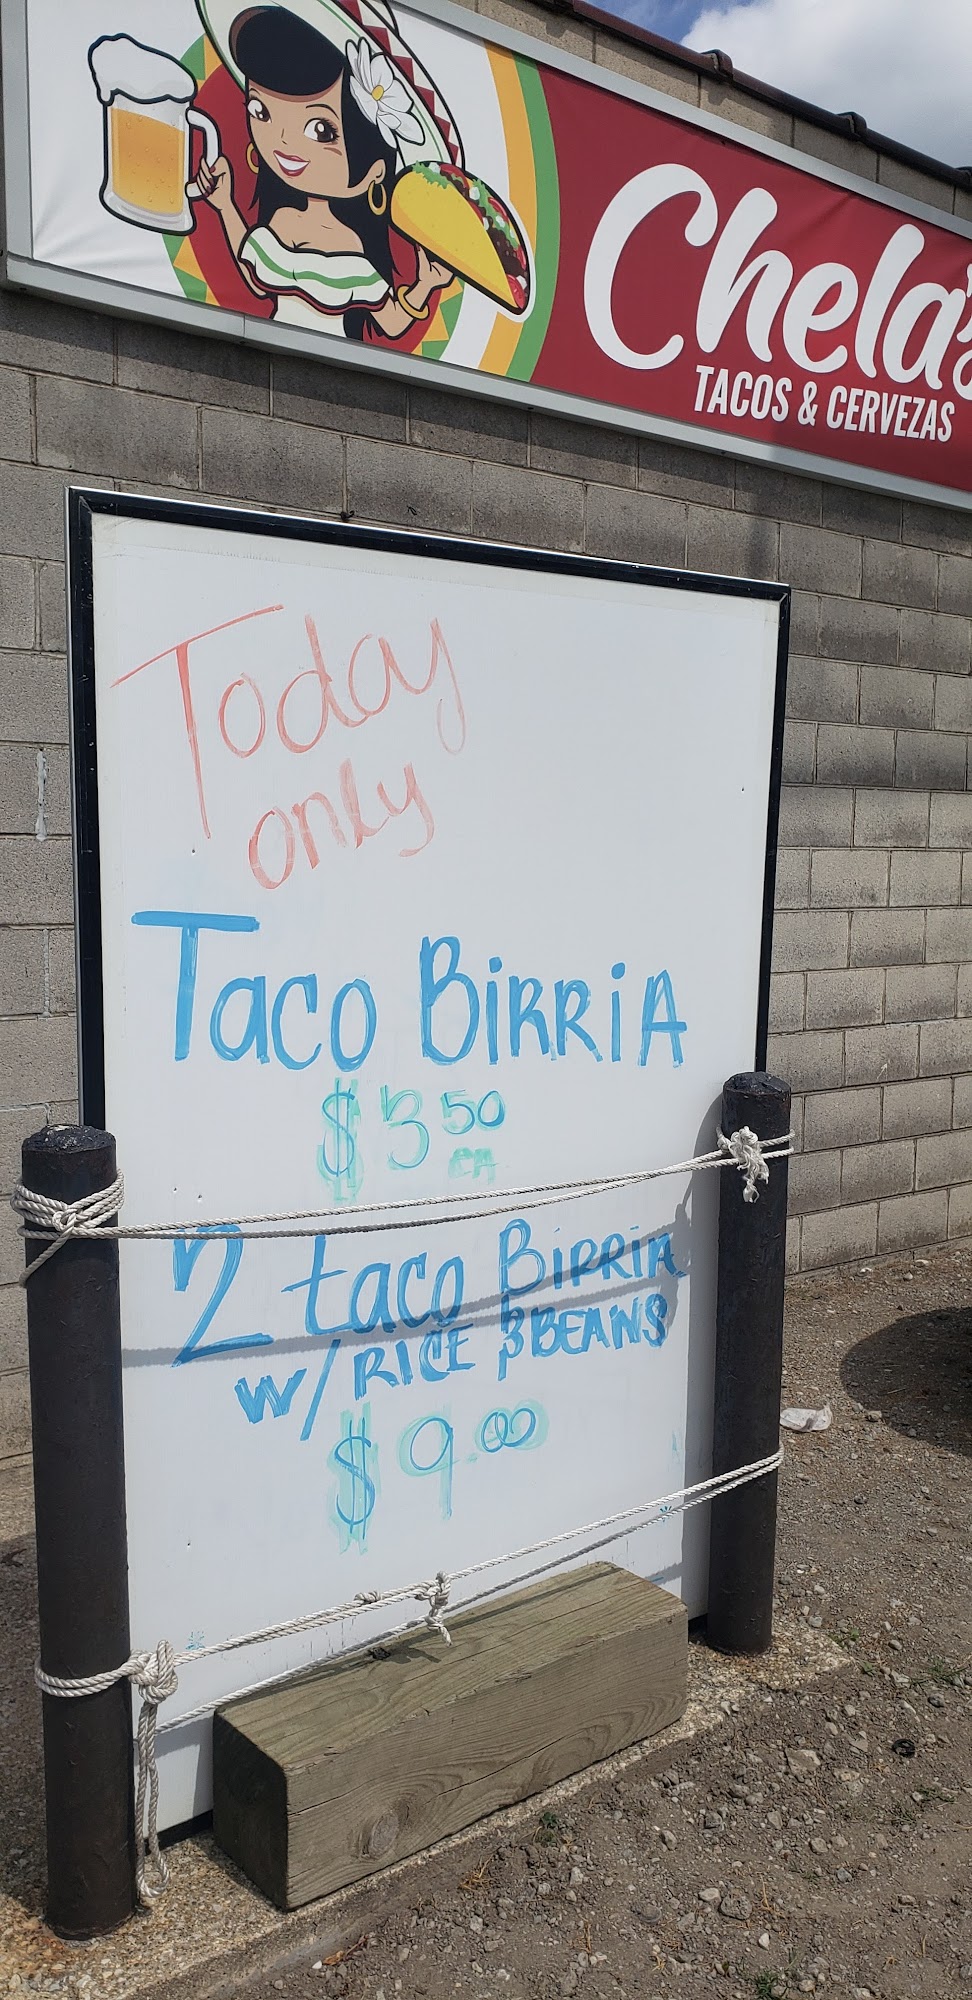 Chela's
TACOS & CERVEZAS
Today
only
Taco BiRRiA
$3.50
EA
2 taco BiRRiA
W/RICE & BEANS
$9.00